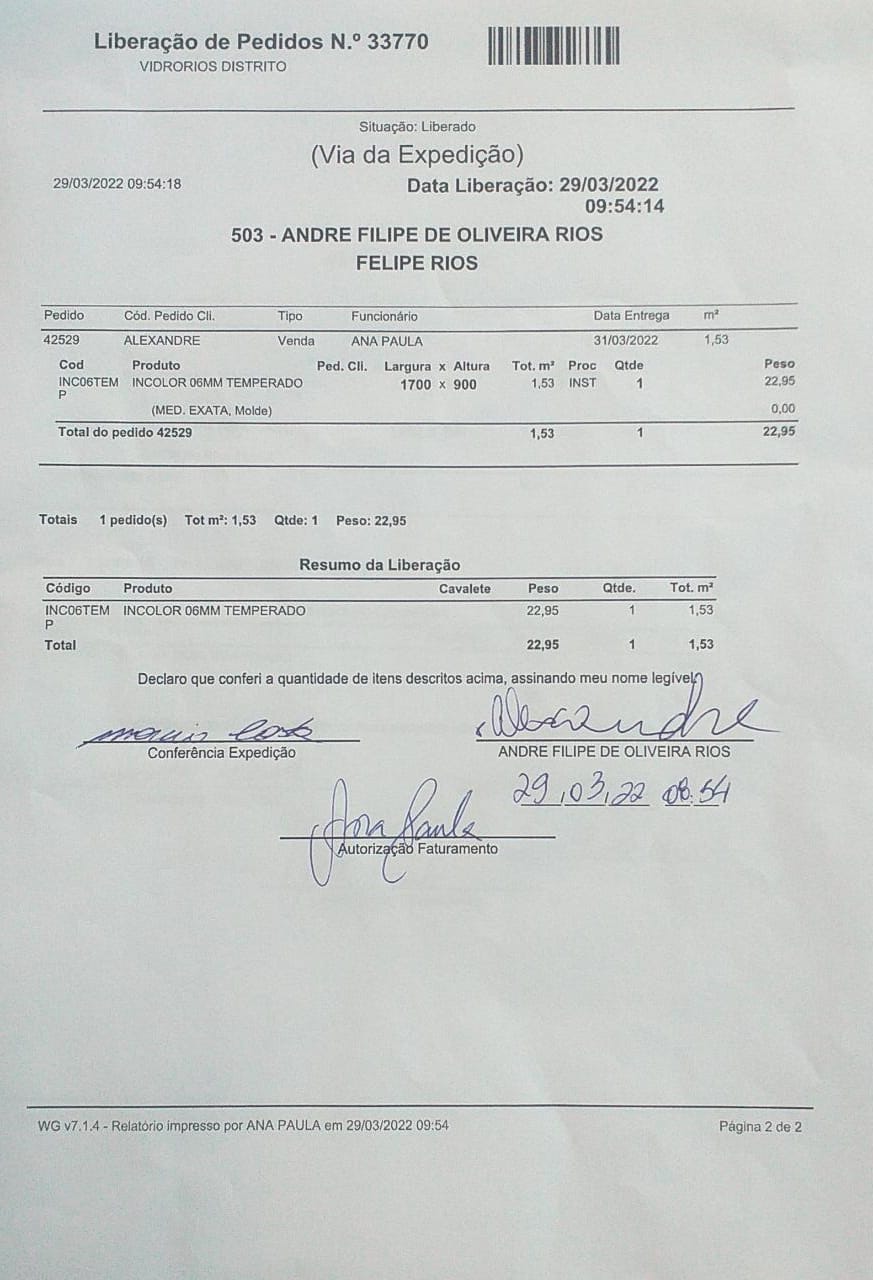 Liberação de Pedidos N.º 33770
VIDRORIOS DISTRITO
Situação: Liberado
(Via da Expedição)
29/03/2022 09:54:18
Data Liberação: 29/03/2022
09:54:14
503 - ANDRE FILIPE DE OLIVEIRA RIOS
FELIPE RIOS
Pedido Cód. Pedido Cli. Tipo Funcionário Data Entrega m²
42529 ALEXANDRE Venda ANA PAULA 31/03/2022 1,53
Cod Produto Ped. Cli. Largura x Altura Tot. m² Proc Qtde Peso
INC06TEM INCOLOR 06MM TEMPERADO 1700 x 900 1,53 INST 1 22,95
P
(MED. EXATA, Molde) 0,00
Total do pedido 42529 1,53 1 22,95
Totais 1 pedido(s) Tot m²: 1,53 Qtde: 1 Peso: 22,95
Resumo da Liberação
Código Produto Cavalete Peso Qtde. Tot. m²
INC06TEM INCOLOR 06MM TEMPERADO 22,95 1 1,53
P
Total 22,95 1 1,53
Declaro que conferi a quantidade de itens descritos acima, assinando meu nome legível
Alexandre
Conferência Expedição ANDRE FILIPE DE OLIVEIRA RIOS
29,03,22 08:54
Ana Paula
Autorização Faturamento
WG v7.1.4 - Relatório impresso por ANA PAULA em 29/03/2022 09:54 Página 2 de 2